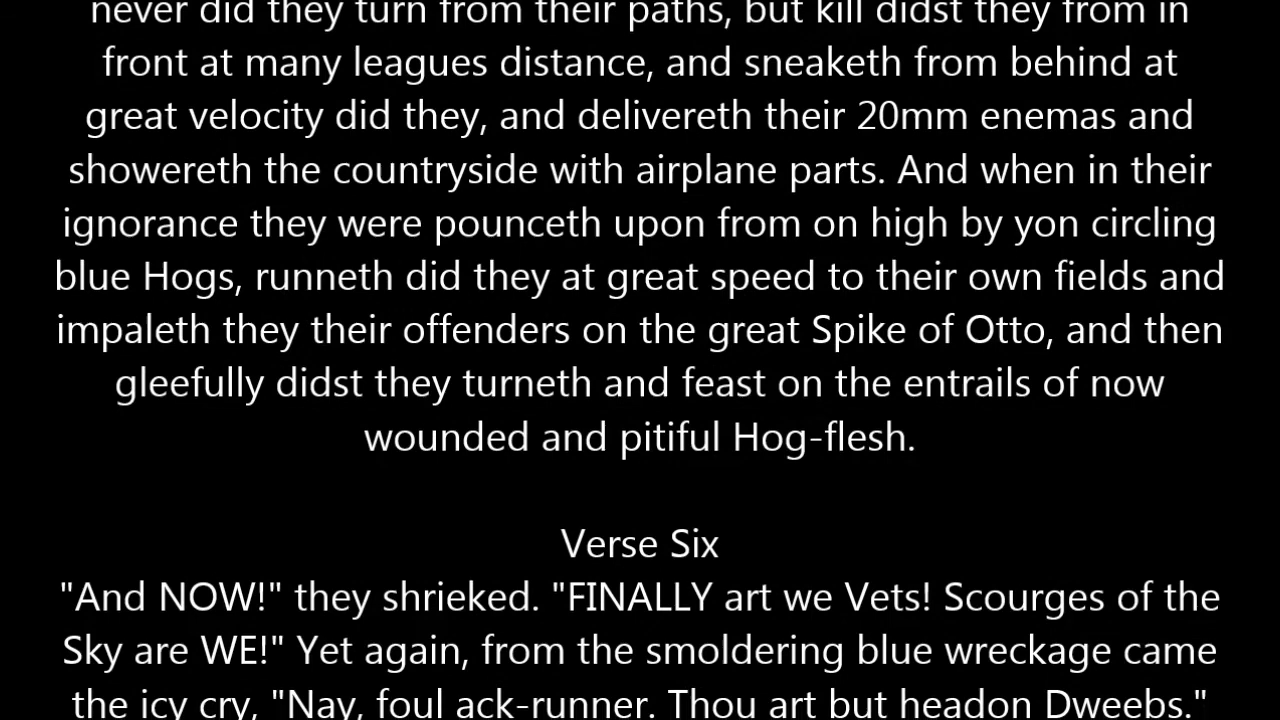 never did they turn from their paths, but kill didst they from in
front at many leagues distance, and sneaketh from behind at
great velocity did they, and delivereth their 20mm enemas and
showereth the countryside with airplane parts. And when in their
ignorance they were pounceth upon from on high by yon circling
blue Hogs, runneth did they at great speed to their own fields and
impaleth they their offenders on the great Spike of Otto, and then
gleefully didst they turneth and feast on the entrails of now
wounded and pitiful Hog-flesh.
Verse Six
"And NOW!" they shrieked. "FINALLY art we Vets! Scourges of the
Sky are WE!" Yet again, from the smoldering blue wreckage came
the icy cry, "Nay, foul ack-runner. Thou art but headon Dweebs."